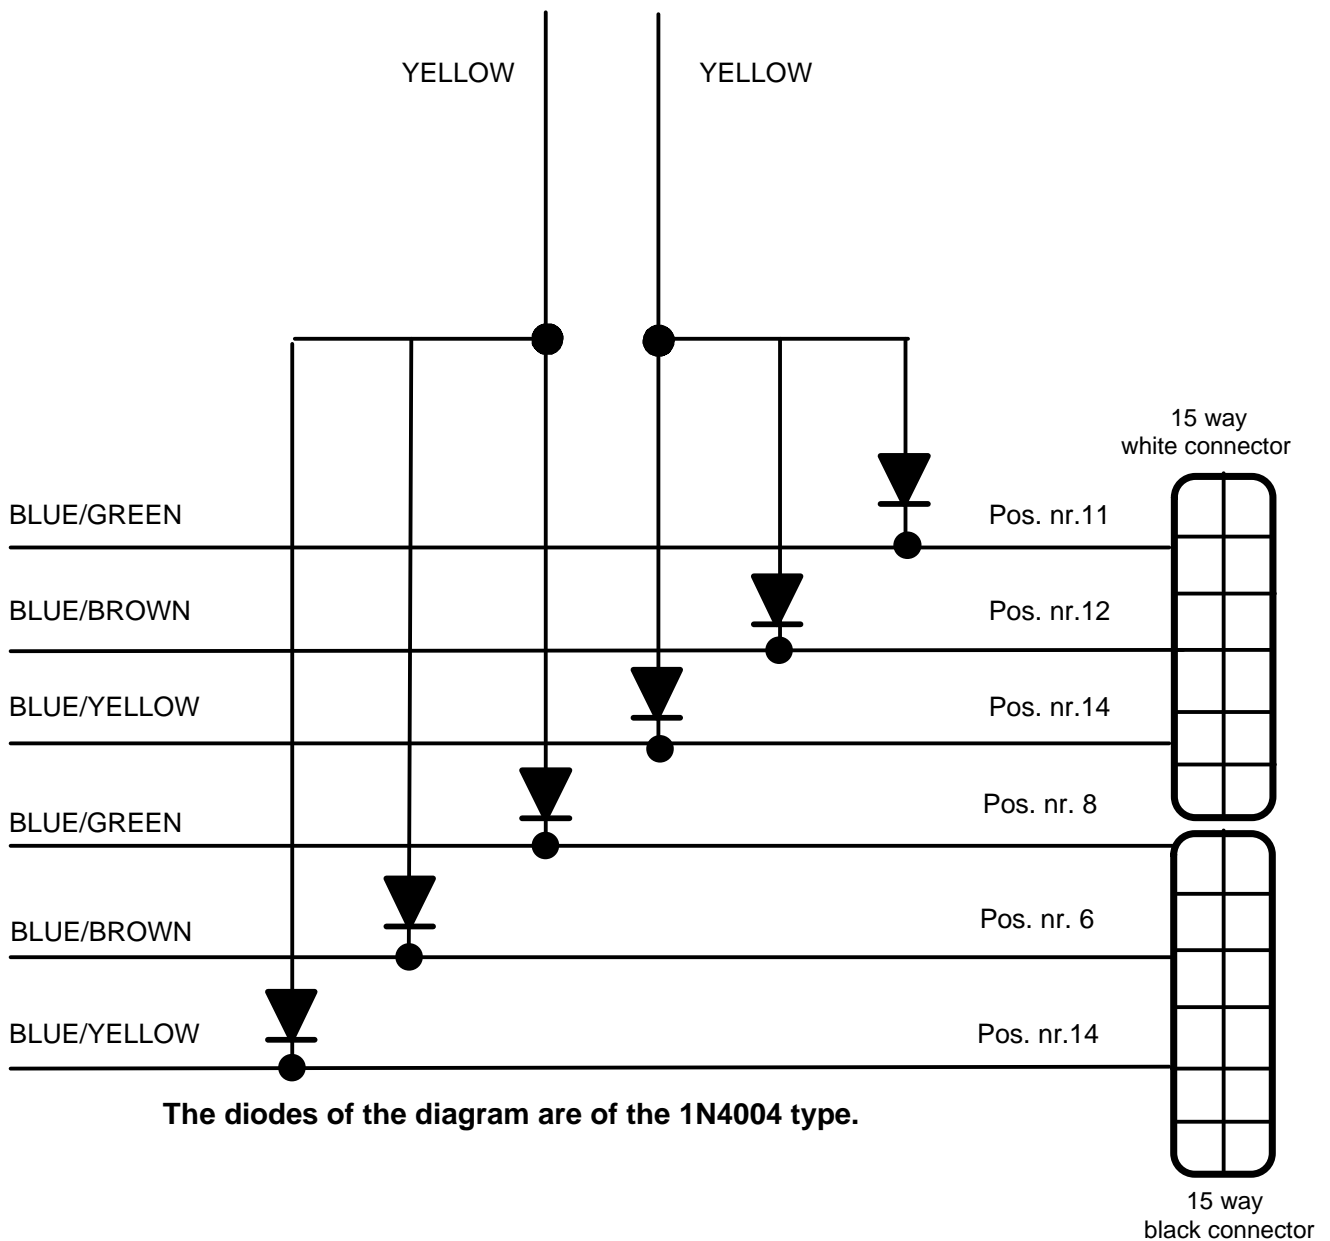 YELLOW
YELLOW
15 way
white connector
BLUE/GREEN
Pos. nr.11
BLUE/BROWN
Pos. nr.12
BLUE/YELLOW
Pos. nr.14
BLUE/GREEN
Pos. nr. 8
BLUE/BROWN
Pos. nr. 6
BLUE/YELLOW
Pos. nr.14
The diodes of the diagram are of the 1N4004 type.
15 way
black connector